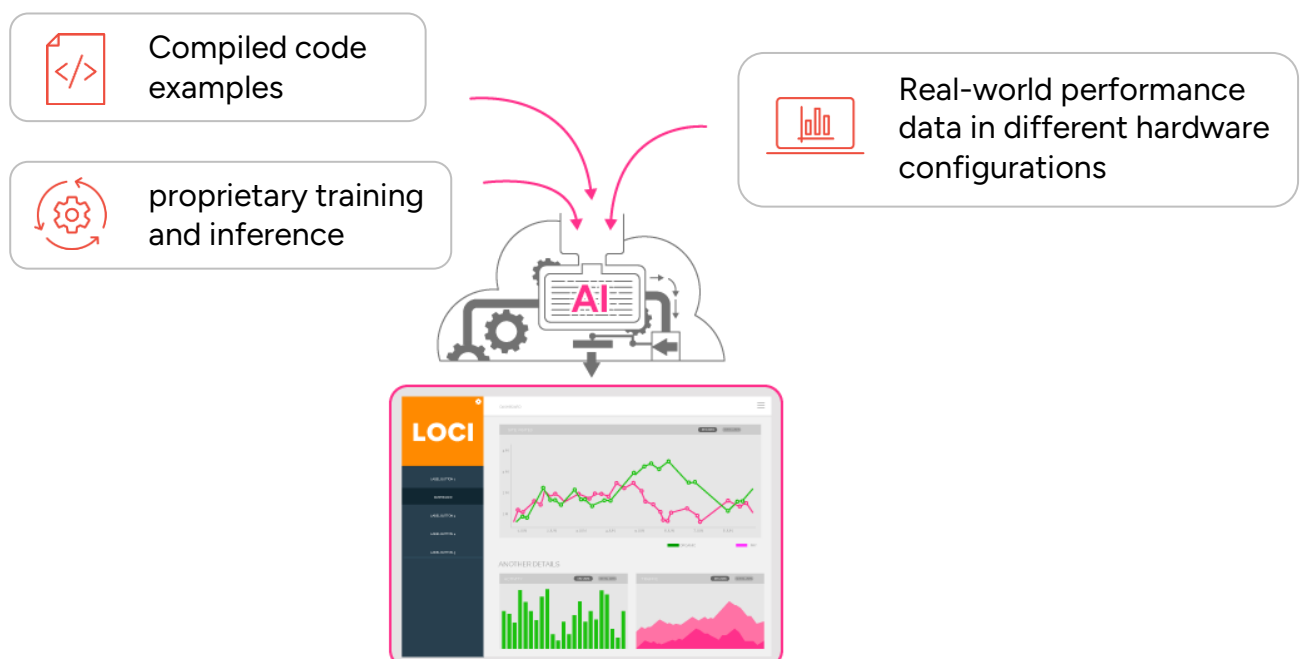 Compiled code
examples
Real-world performance
data in different hardware
configurations
proprietary training
and inference
AI
LOCI
ANOTHER DETAILS